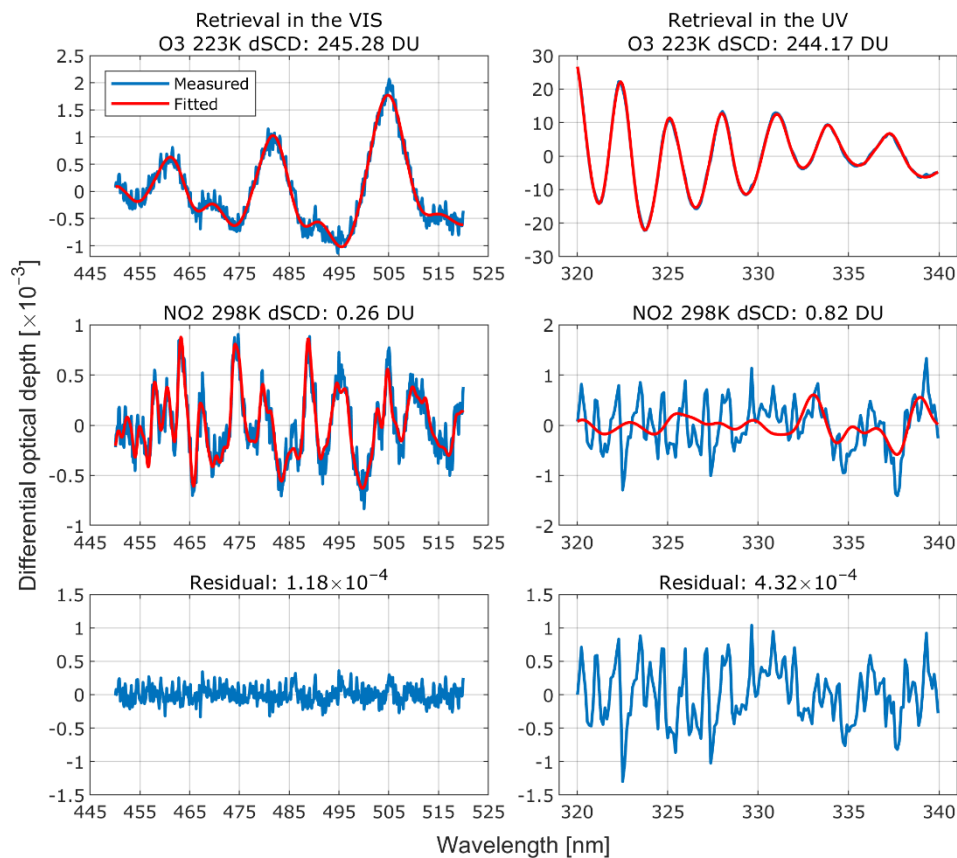 Retrieval in the VIS
O3 223K dSCD: 245.28 DU
2.5
2
1.5
1
0.5
0
-0.5
-1
Measured
Fitted
445 455 465 475 485 495 505 515 525
Retrieval in the UV
O3 223K dSCD: 244.17 DU
30
20
10
0
-10
-20
-30
320 325 330 335 340
Differential optical depth [×10⁻³]
NO2 298K dSCD: 0.26 DU
1
0.5
0
-0.5
-1
445 455 465 475 485 495 505 515 525
NO2 298K dSCD: 0.82 DU
2
1
0
-1
-2
320 325 330 335 340
Residual: 1.18×10⁻⁴
1.5
1
0.5
0
-0.5
-1
-1.5
445 455 465 475 485 495 505 515 525
Residual: 4.32×10⁻⁴
1.5
1
0.5
0
-0.5
-1
-1.5
320 325 330 335 340
Wavelength [nm]